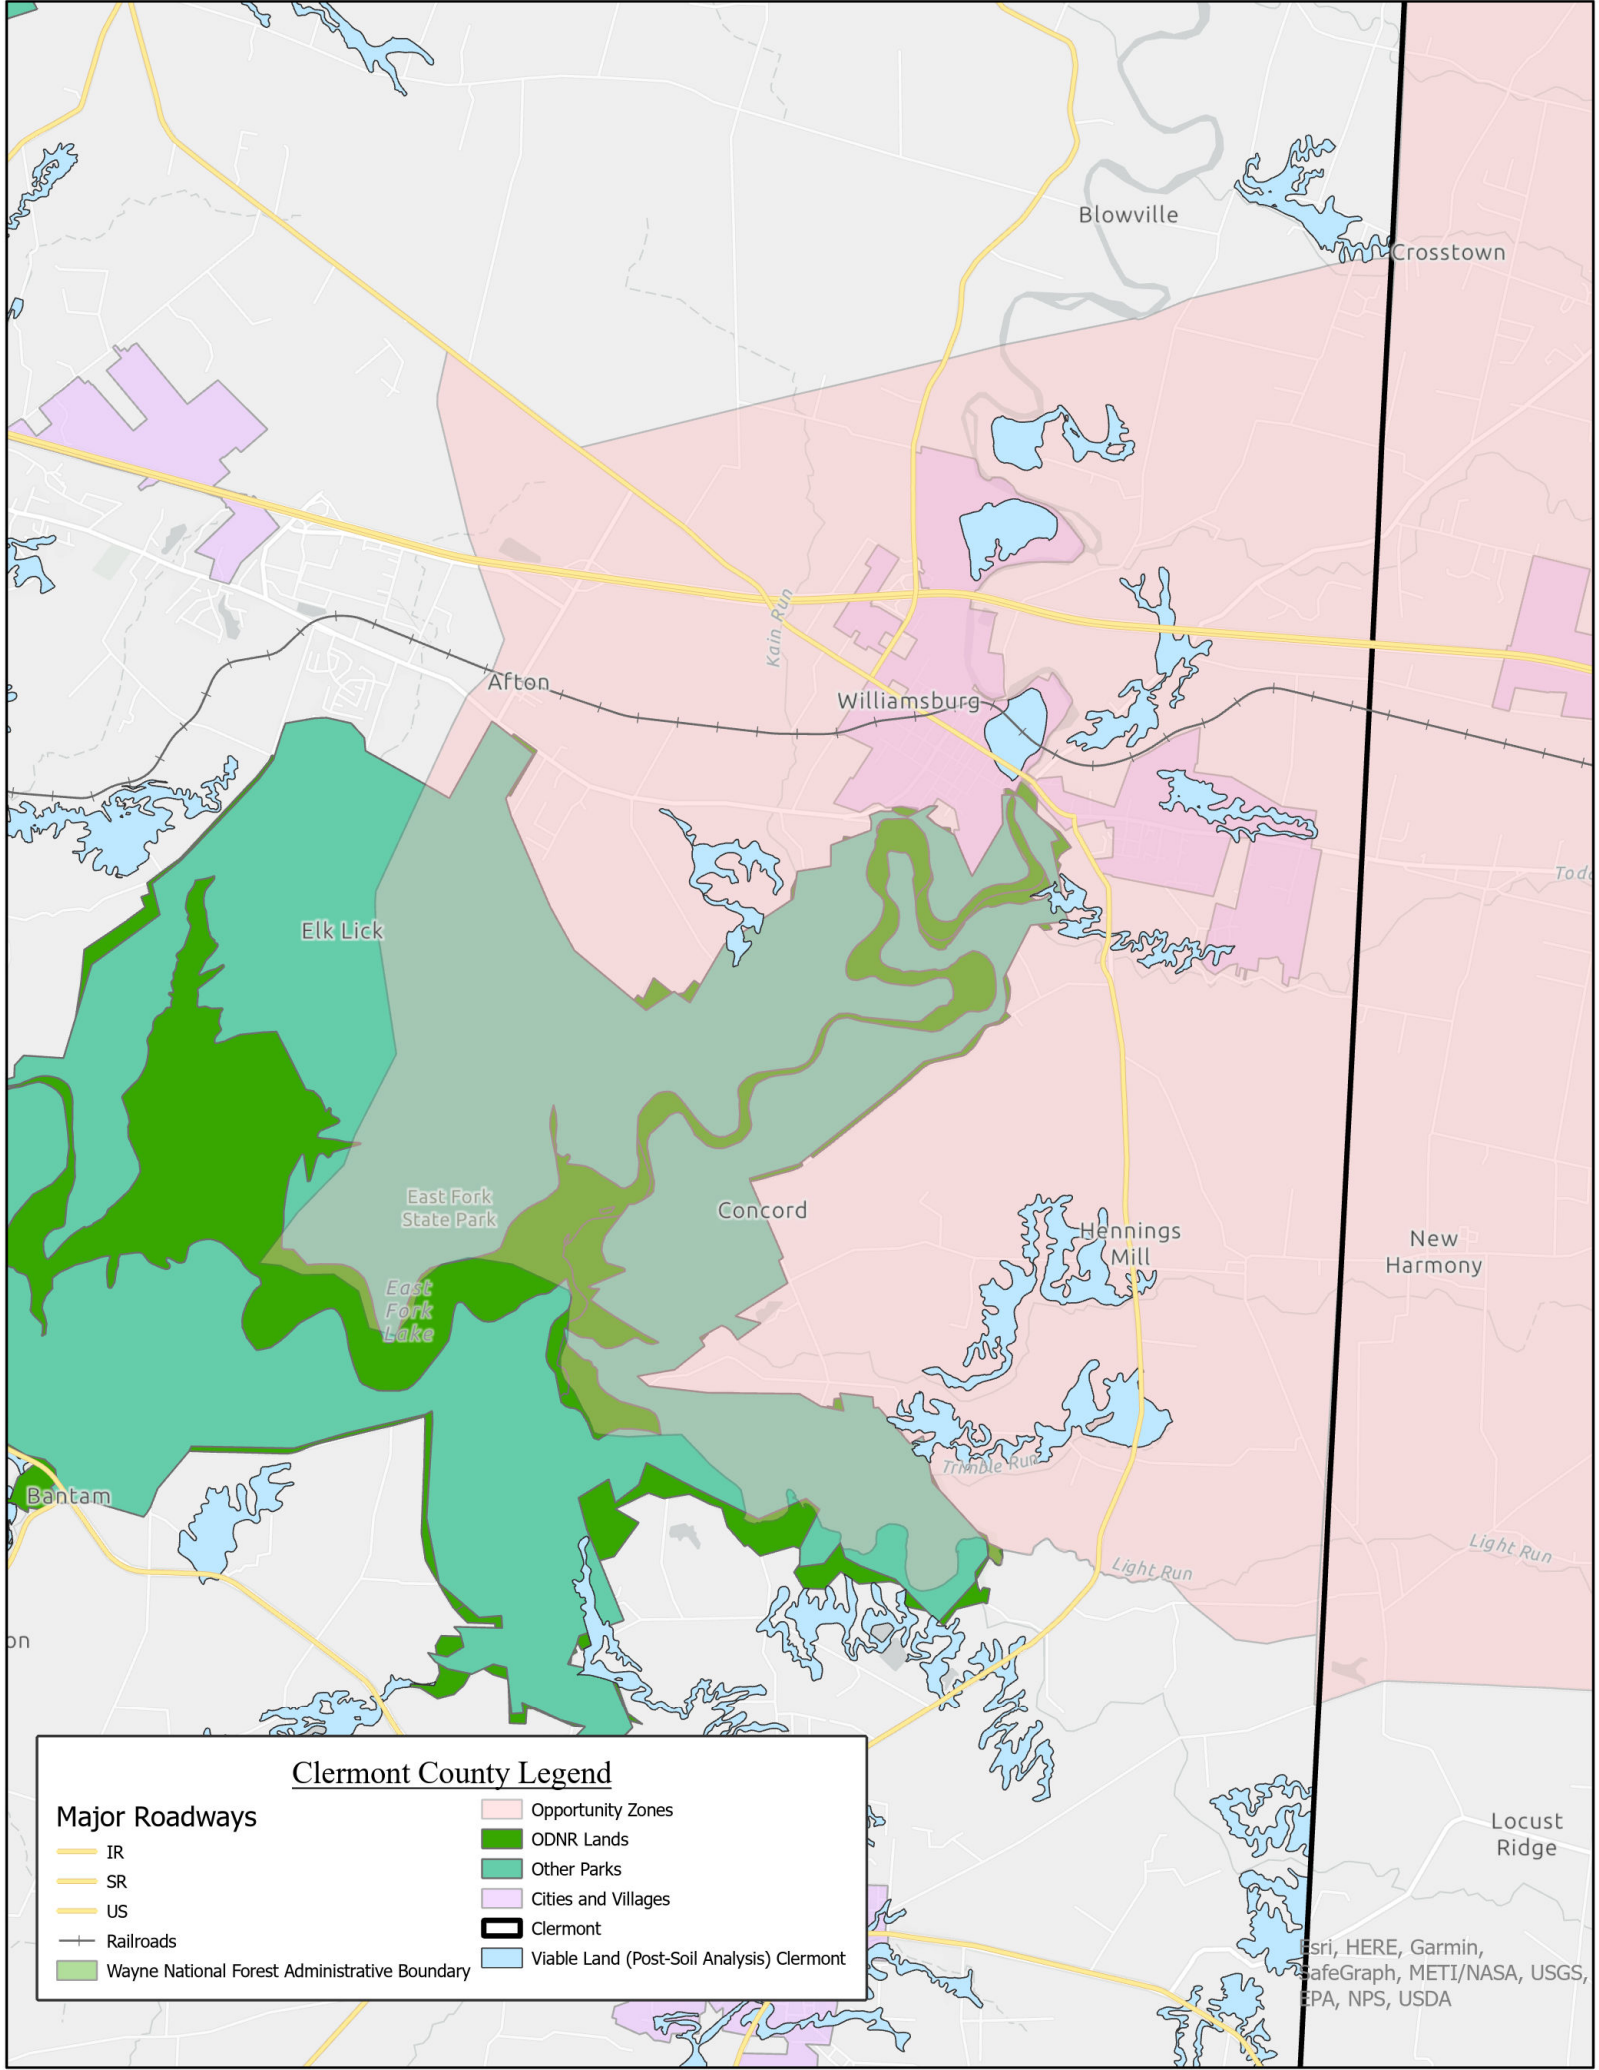 Blowville
Crosstown
Kain Run
Afton
Williamsburg
Elk Lick
East Fork
State Park
Concord
Hennings
Mill
New
Harmony
East
Fork
Lake
Trimble Run
Bantam
Light Run
Light Run
on
Locust
Ridge
Clermont County Legend
Major Roadways
IR
SR
US
Railroads
Wayne National Forest Administrative Boundary
Opportunity Zones
ODNR Lands
Other Parks
Cities and Villages
Clermont
Viable Land (Post-Soil Analysis) Clermont
Esri, HERE, Garmin,
SafeGraph, METI/NASA, USGS,
EPA, NPS, USDA